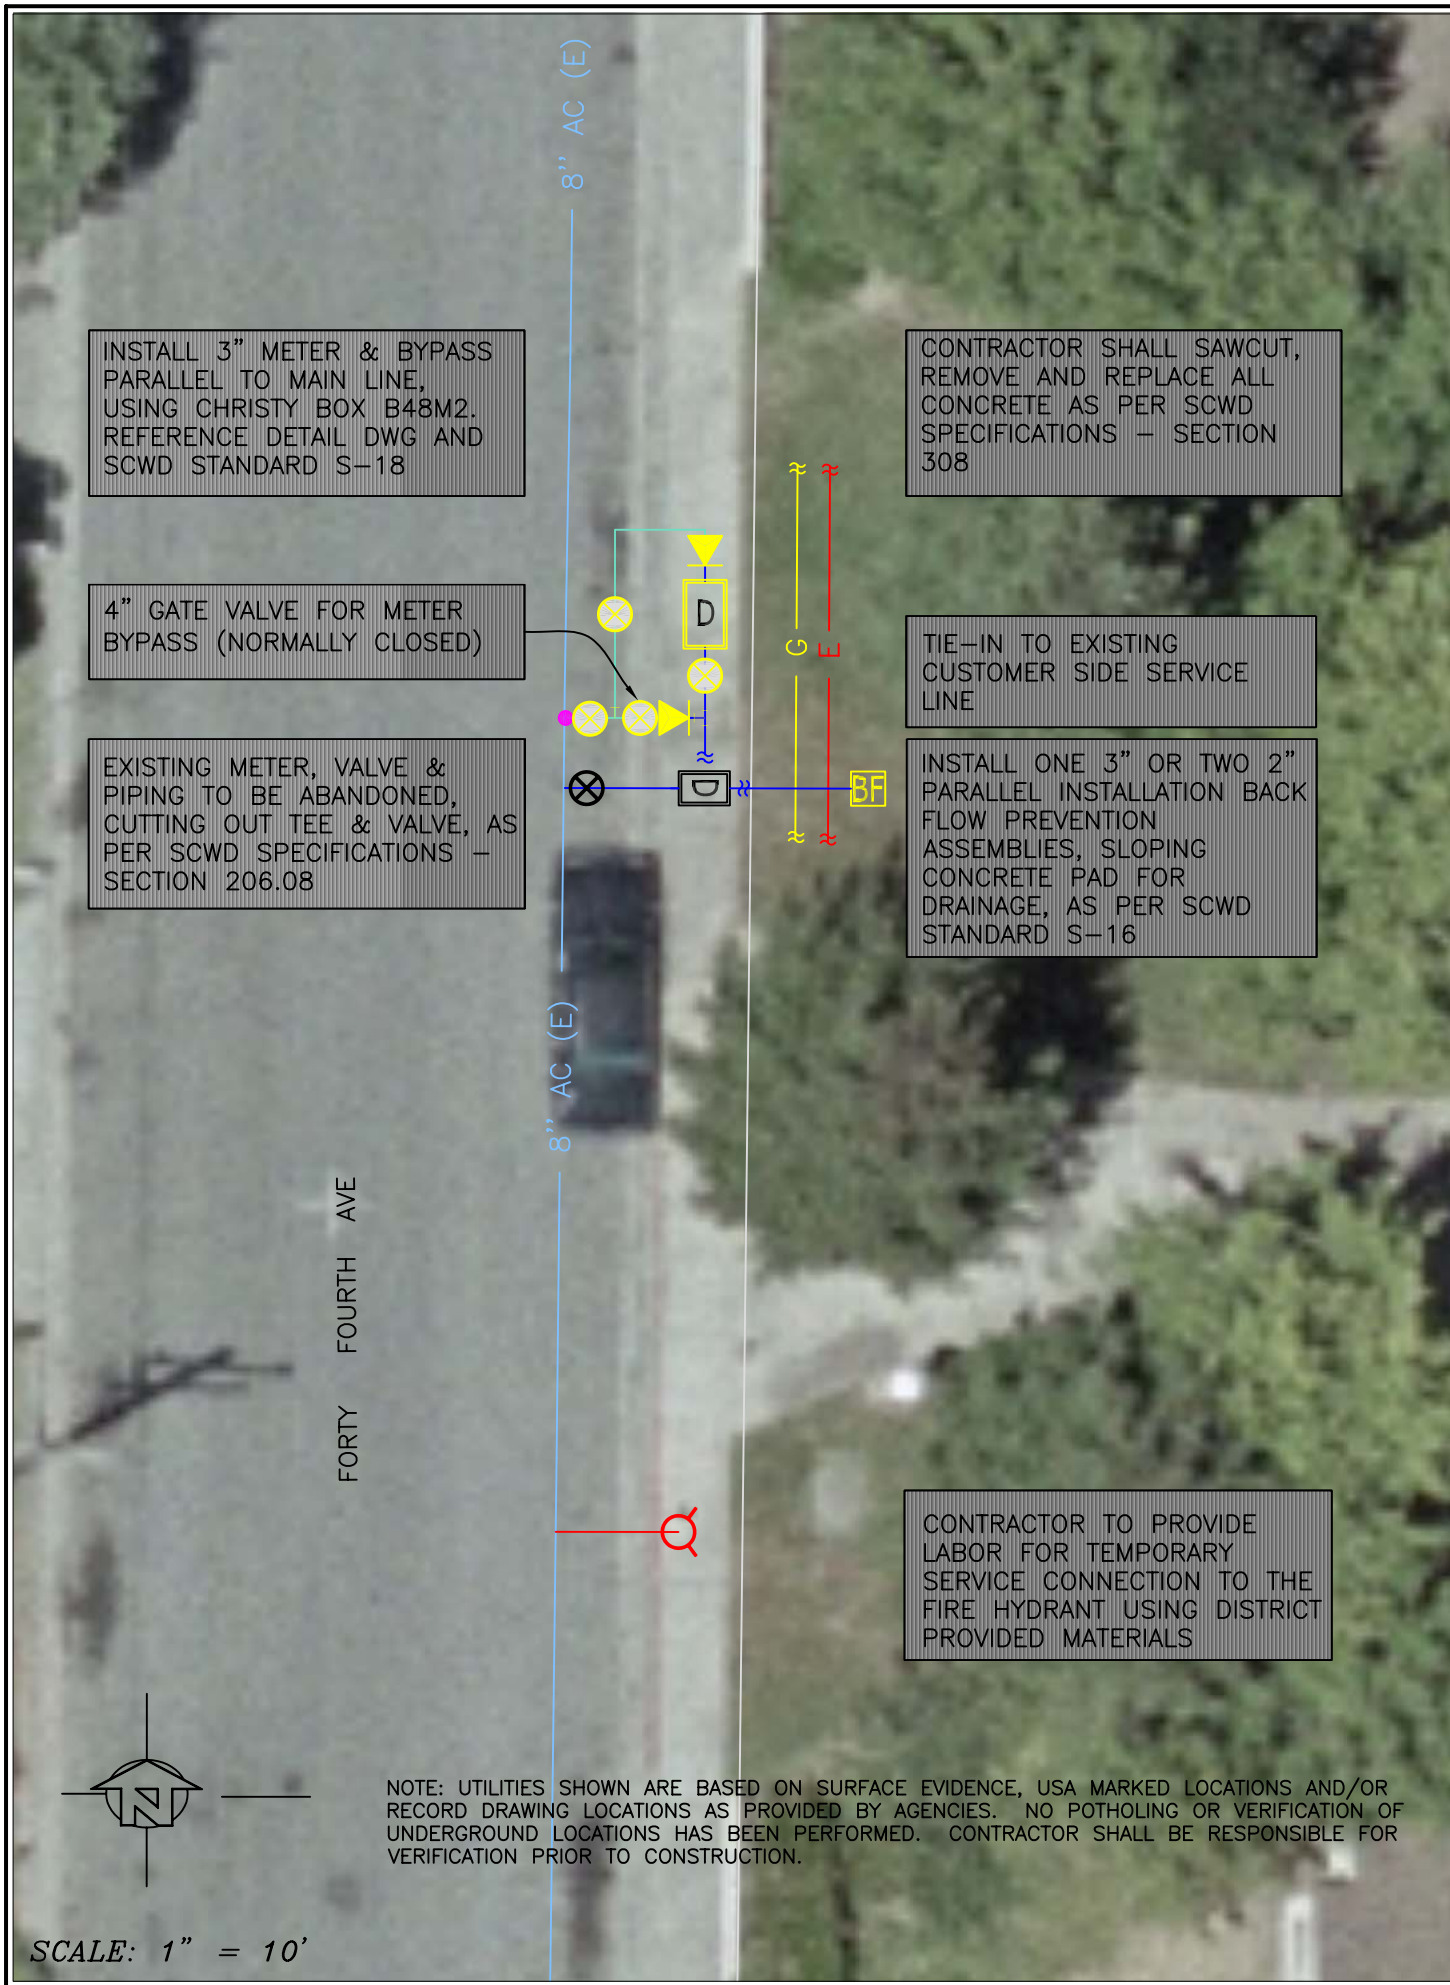 8" AC (E)
INSTALL 3" METER & BYPASS
PARALLEL TO MAIN LINE,
USING CHRISTY BOX B48M2.
REFERENCE DETAIL DWG AND
SCWD STANDARD S-18
CONTRACTOR SHALL SAWCUT,
REMOVE AND REPLACE ALL
CONCRETE AS PER SCWD
SPECIFICATIONS - SECTION
308
4" GATE VALVE FOR METER
BYPASS (NORMALLY CLOSED)
D
G
E
TIE-IN TO EXISTING
CUSTOMER SIDE SERVICE
LINE
EXISTING METER, VALVE &
PIPING TO BE ABANDONED,
CUTTING OUT TEE & VALVE, AS
PER SCWD SPECIFICATIONS -
SECTION 206.08
D
BF
INSTALL ONE 3" OR TWO 2"
PARALLEL INSTALLATION BACK
FLOW PREVENTION
ASSEMBLIES, SLOPING
CONCRETE PAD FOR
DRAINAGE, AS PER SCWD
STANDARD S-16
8" AC (E)
FORTY FOURTH AVE
CONTRACTOR TO PROVIDE
LABOR FOR TEMPORARY
SERVICE CONNECTION TO THE
FIRE HYDRANT USING DISTRICT
PROVIDED MATERIALS
N
NOTE: UTILITIES SHOWN ARE BASED ON SURFACE EVIDENCE, USA MARKED LOCATIONS AND/OR
RECORD DRAWING LOCATIONS AS PROVIDED BY AGENCIES. NO POTHOLING OR VERIFICATION OF
UNDERGROUND LOCATIONS HAS BEEN PERFORMED. CONTRACTOR SHALL BE RESPONSIBLE FOR
VERIFICATION PRIOR TO CONSTRUCTION.
SCALE: 1" = 10'